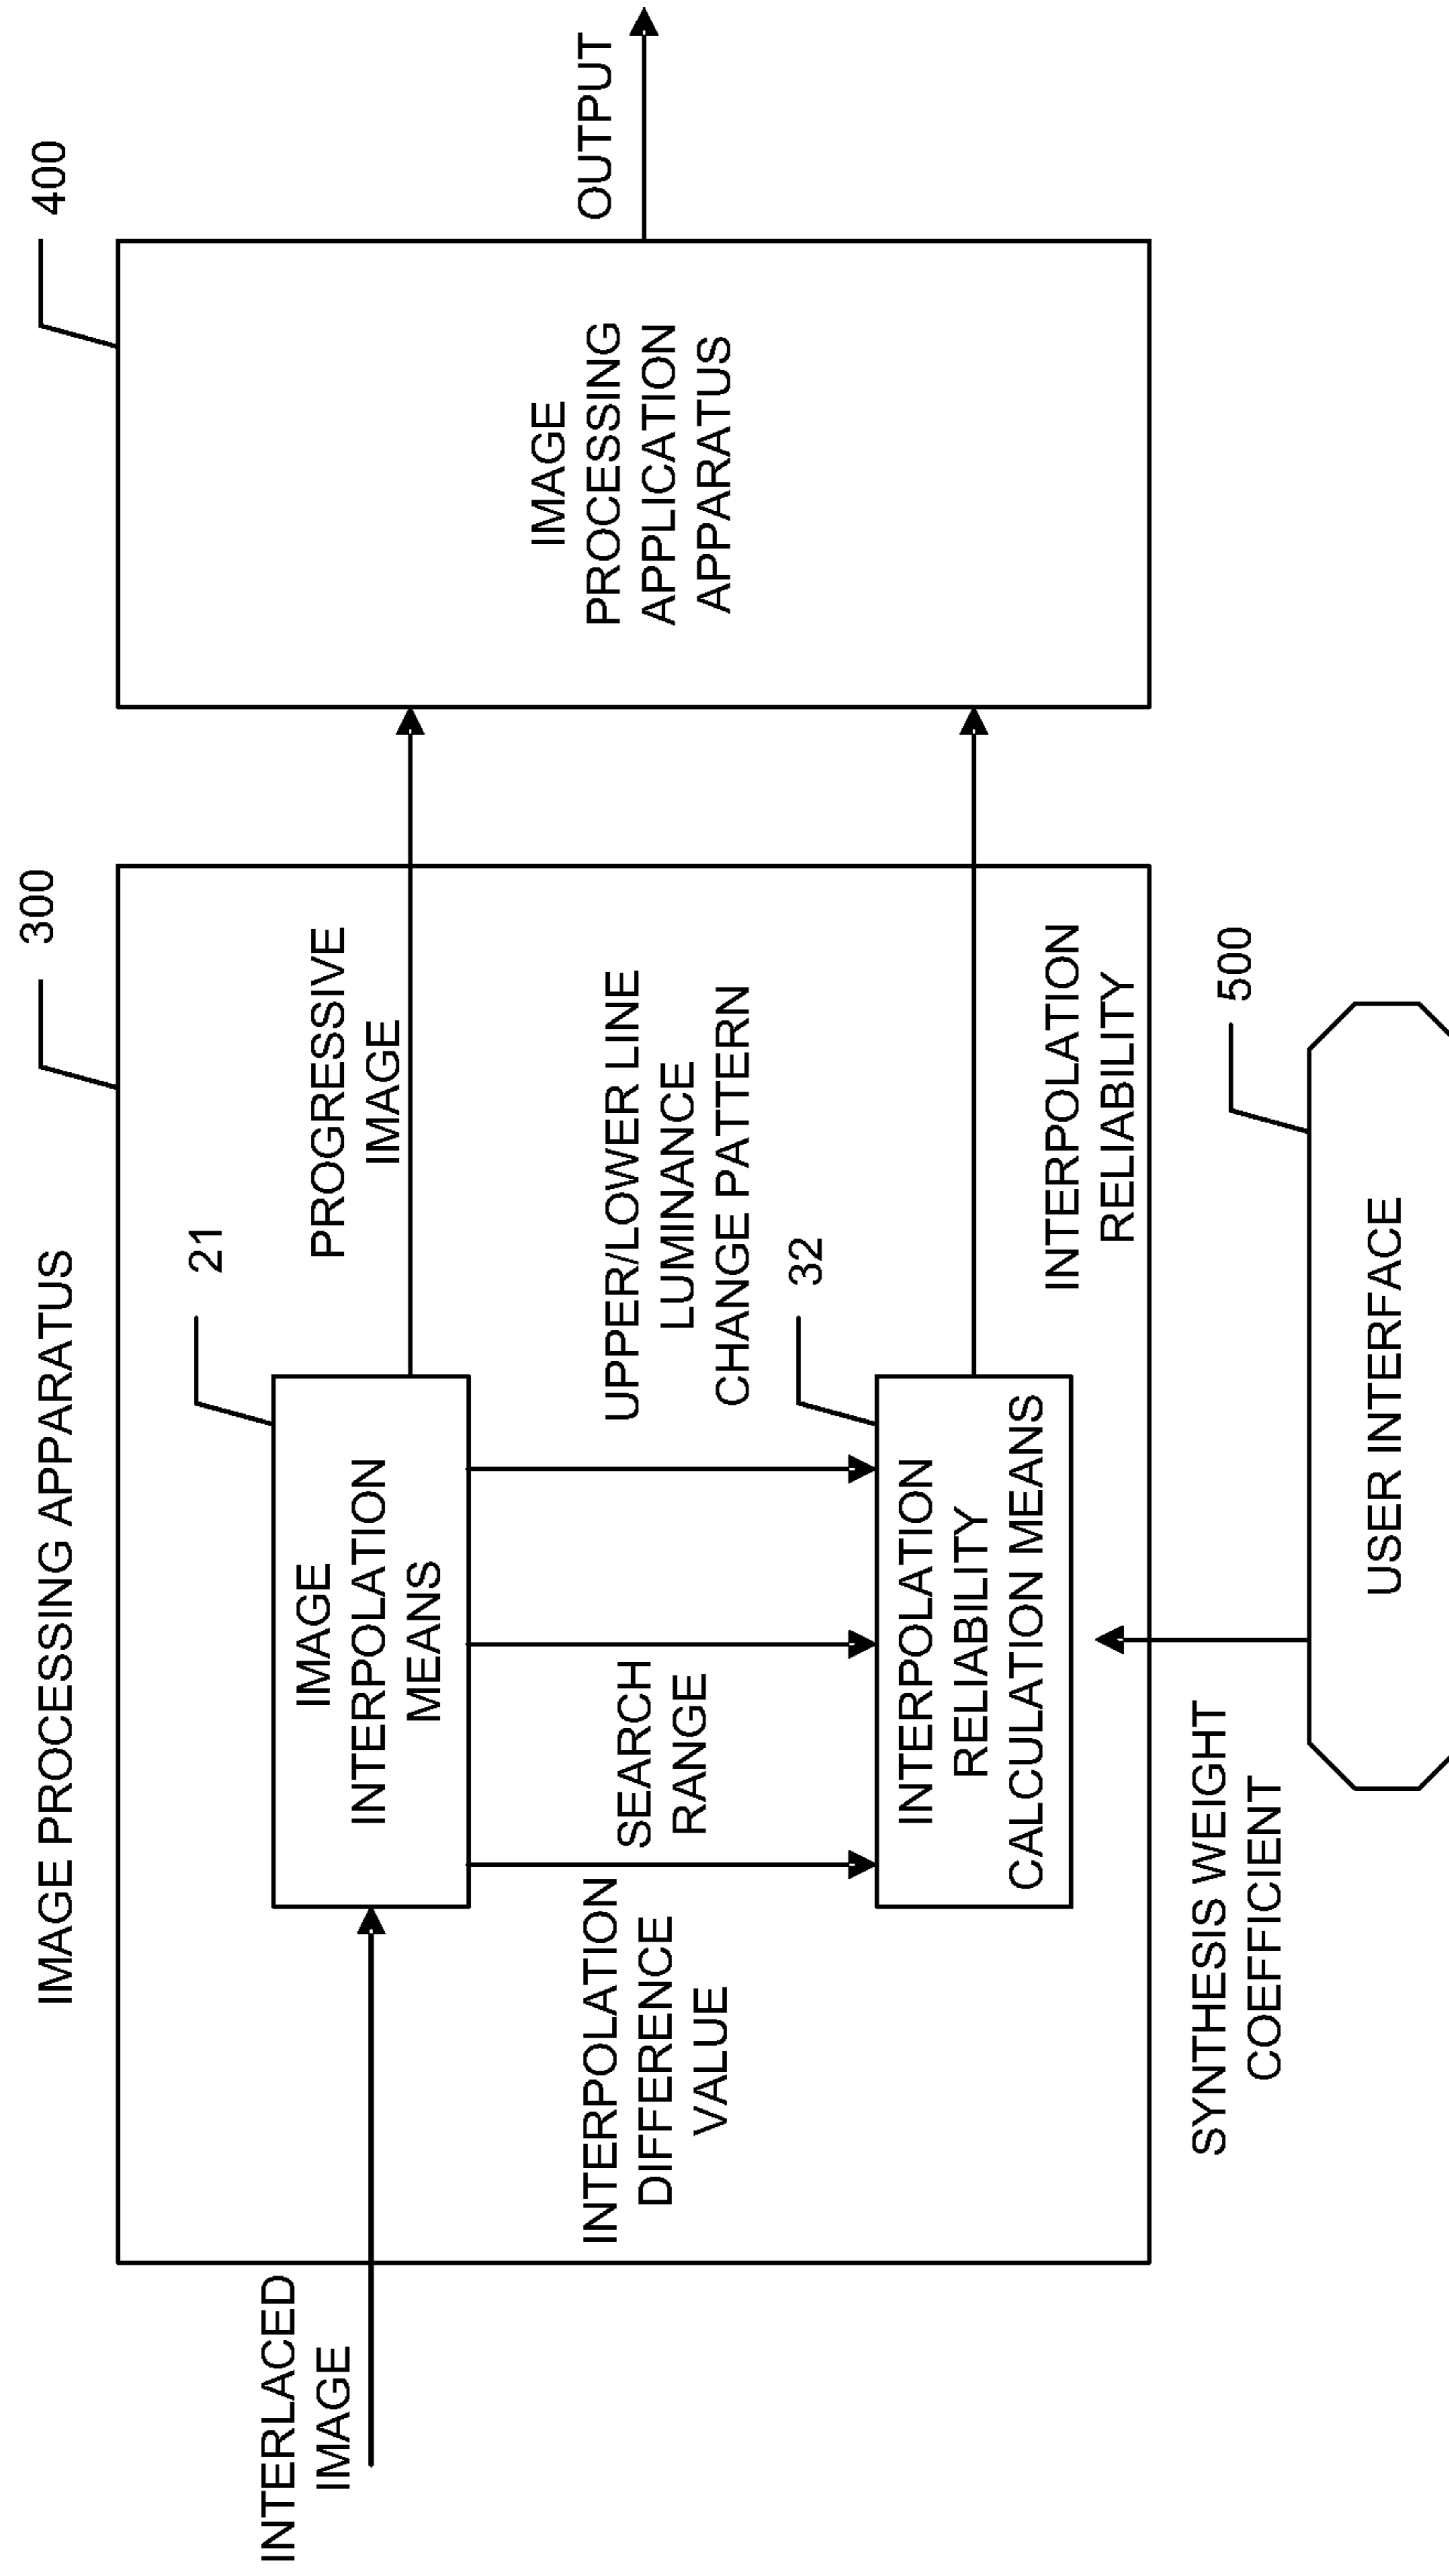 IMAGE PROCESSING APPARATUS
300
400
INTERLACED
IMAGE
21
IMAGE
INTERPOLATION
MEANS
PROGRESSIVE
IMAGE
INTERPOLATION
DIFFERENCE
VALUE
SEARCH
RANGE
UPPER/LOWER LINE
LUMINANCE
CHANGE PATTERN
32
INTERPOLATION
RELIABILITY
CALCULATION MEANS
INTERPOLATION
RELIABILITY
IMAGE
PROCESSING
APPLICATION
APPARATUS
OUTPUT
SYNTHESIS WEIGHT
COEFFICIENT
500
USER INTERFACE